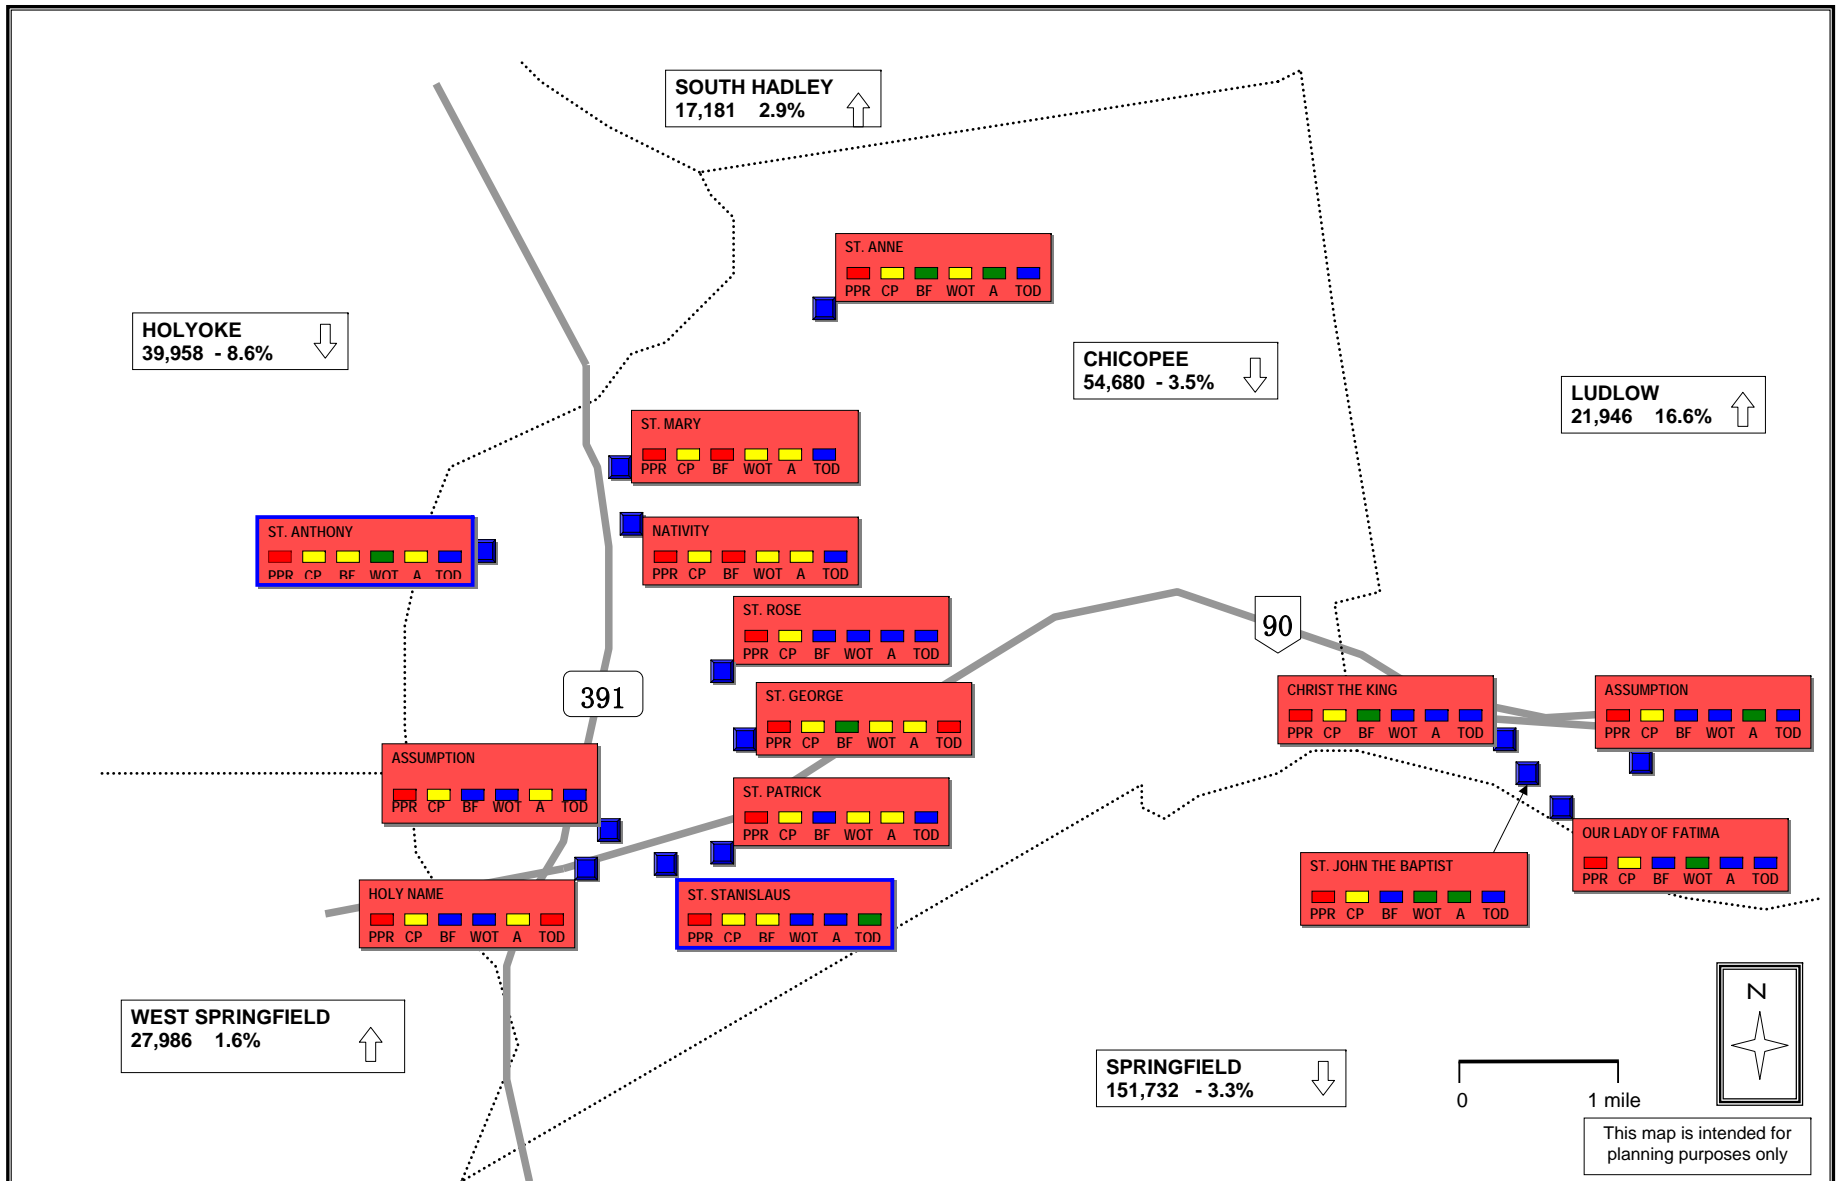 SOUTH HADLEY
17,181 2.9%
ST. ANNE
PPR CP BF WOT A TOD
HOLYOKE
39,958 - 8.6%
CHICOPEE
54,680 - 3.5%
LUDLOW
21,946 16.6%
ST. MARY
PPR CP BF WOT A TOD
ST. ANTHONY
PPR CP BF WOT A TOD
NATIVITY
PPR CP BF WOT A TOD
ST. ROSE
PPR CP BF WOT A TOD
90
391
ST. GEORGE
PPR CP BF WOT A TOD
CHRIST THE KING
PPR CP BF WOT A TOD
ASSUMPTION
PPR CP BF WOT A TOD
ASSUMPTION
PPR CP BF WOT A TOD
ST. PATRICK
PPR CP BF WOT A TOD
OUR LADY OF FATIMA
PPR CP BF WOT A TOD
ST. JOHN THE BAPTIST
PPR CP BF WOT A TOD
HOLY NAME
PPR CP BF WOT A TOD
ST. STANISLAUS
PPR CP BF WOT A TOD
WEST SPRINGFIELD
27,986 1.6%
SPRINGFIELD
151,732 - 3.3%
N
0 1 mile
This map is intended for
planning purposes only